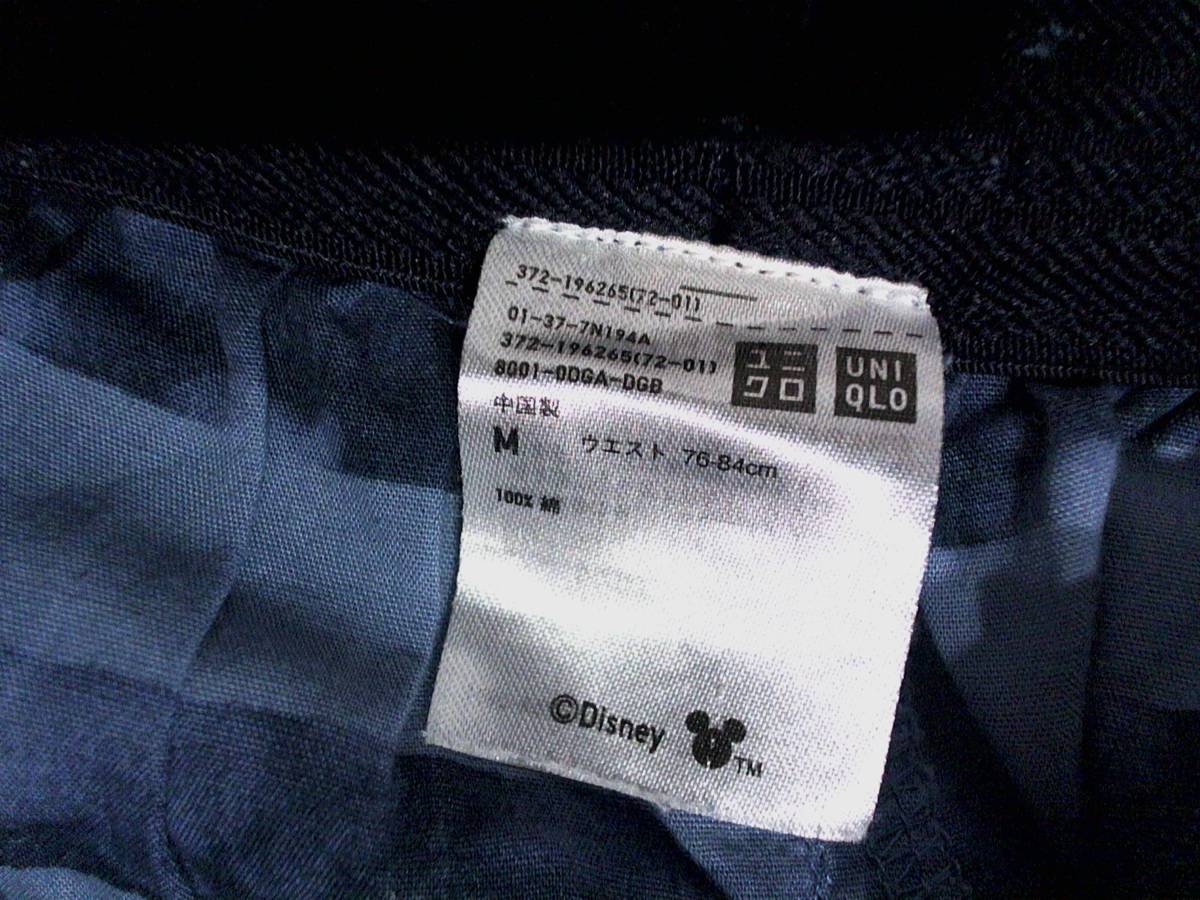 372-196265(72-01)
01-37-7N194A
372-196265(72-01)
8001-0DGA-DGB
ユニ
クロ
UNI
QLO
中国製
M ウエスト 76-84cm
100% 綿
©Disney TM